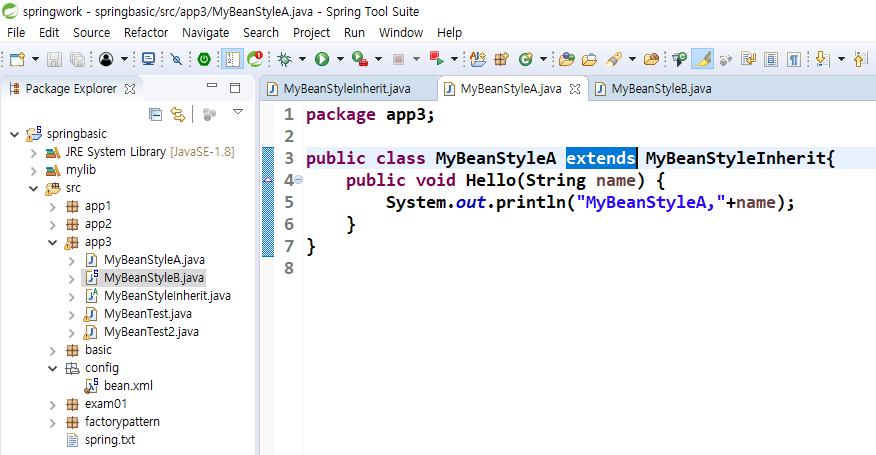 springwork - springbasic/src/app3/MyBeanStyleA.java - Spring Tool Suite
File Edit Source Refactor Navigate Search Project Run Window Help
Package Explorer
springbasic
JRE System Library [JavaSE-1.8]
mylib
src
app1
app2
app3
MyBeanStyleA.java
MyBeanStyleB.java
MyBeanStyleInherit.java
MyBeanTest.java
MyBeanTest2.java
basic
config
bean.xml
exam01
factorypattern
spring.txt
MyBeanStyleInherit.java MyBeanStyleA.java MyBeanStyleB.java
1 package app3;
2
3 public class MyBeanStyleA extends MyBeanStyleInherit{
4 public void Hello(String name) {
5 System.out.println("MyBeanStyleA,"+name);
6 }
7 }
8